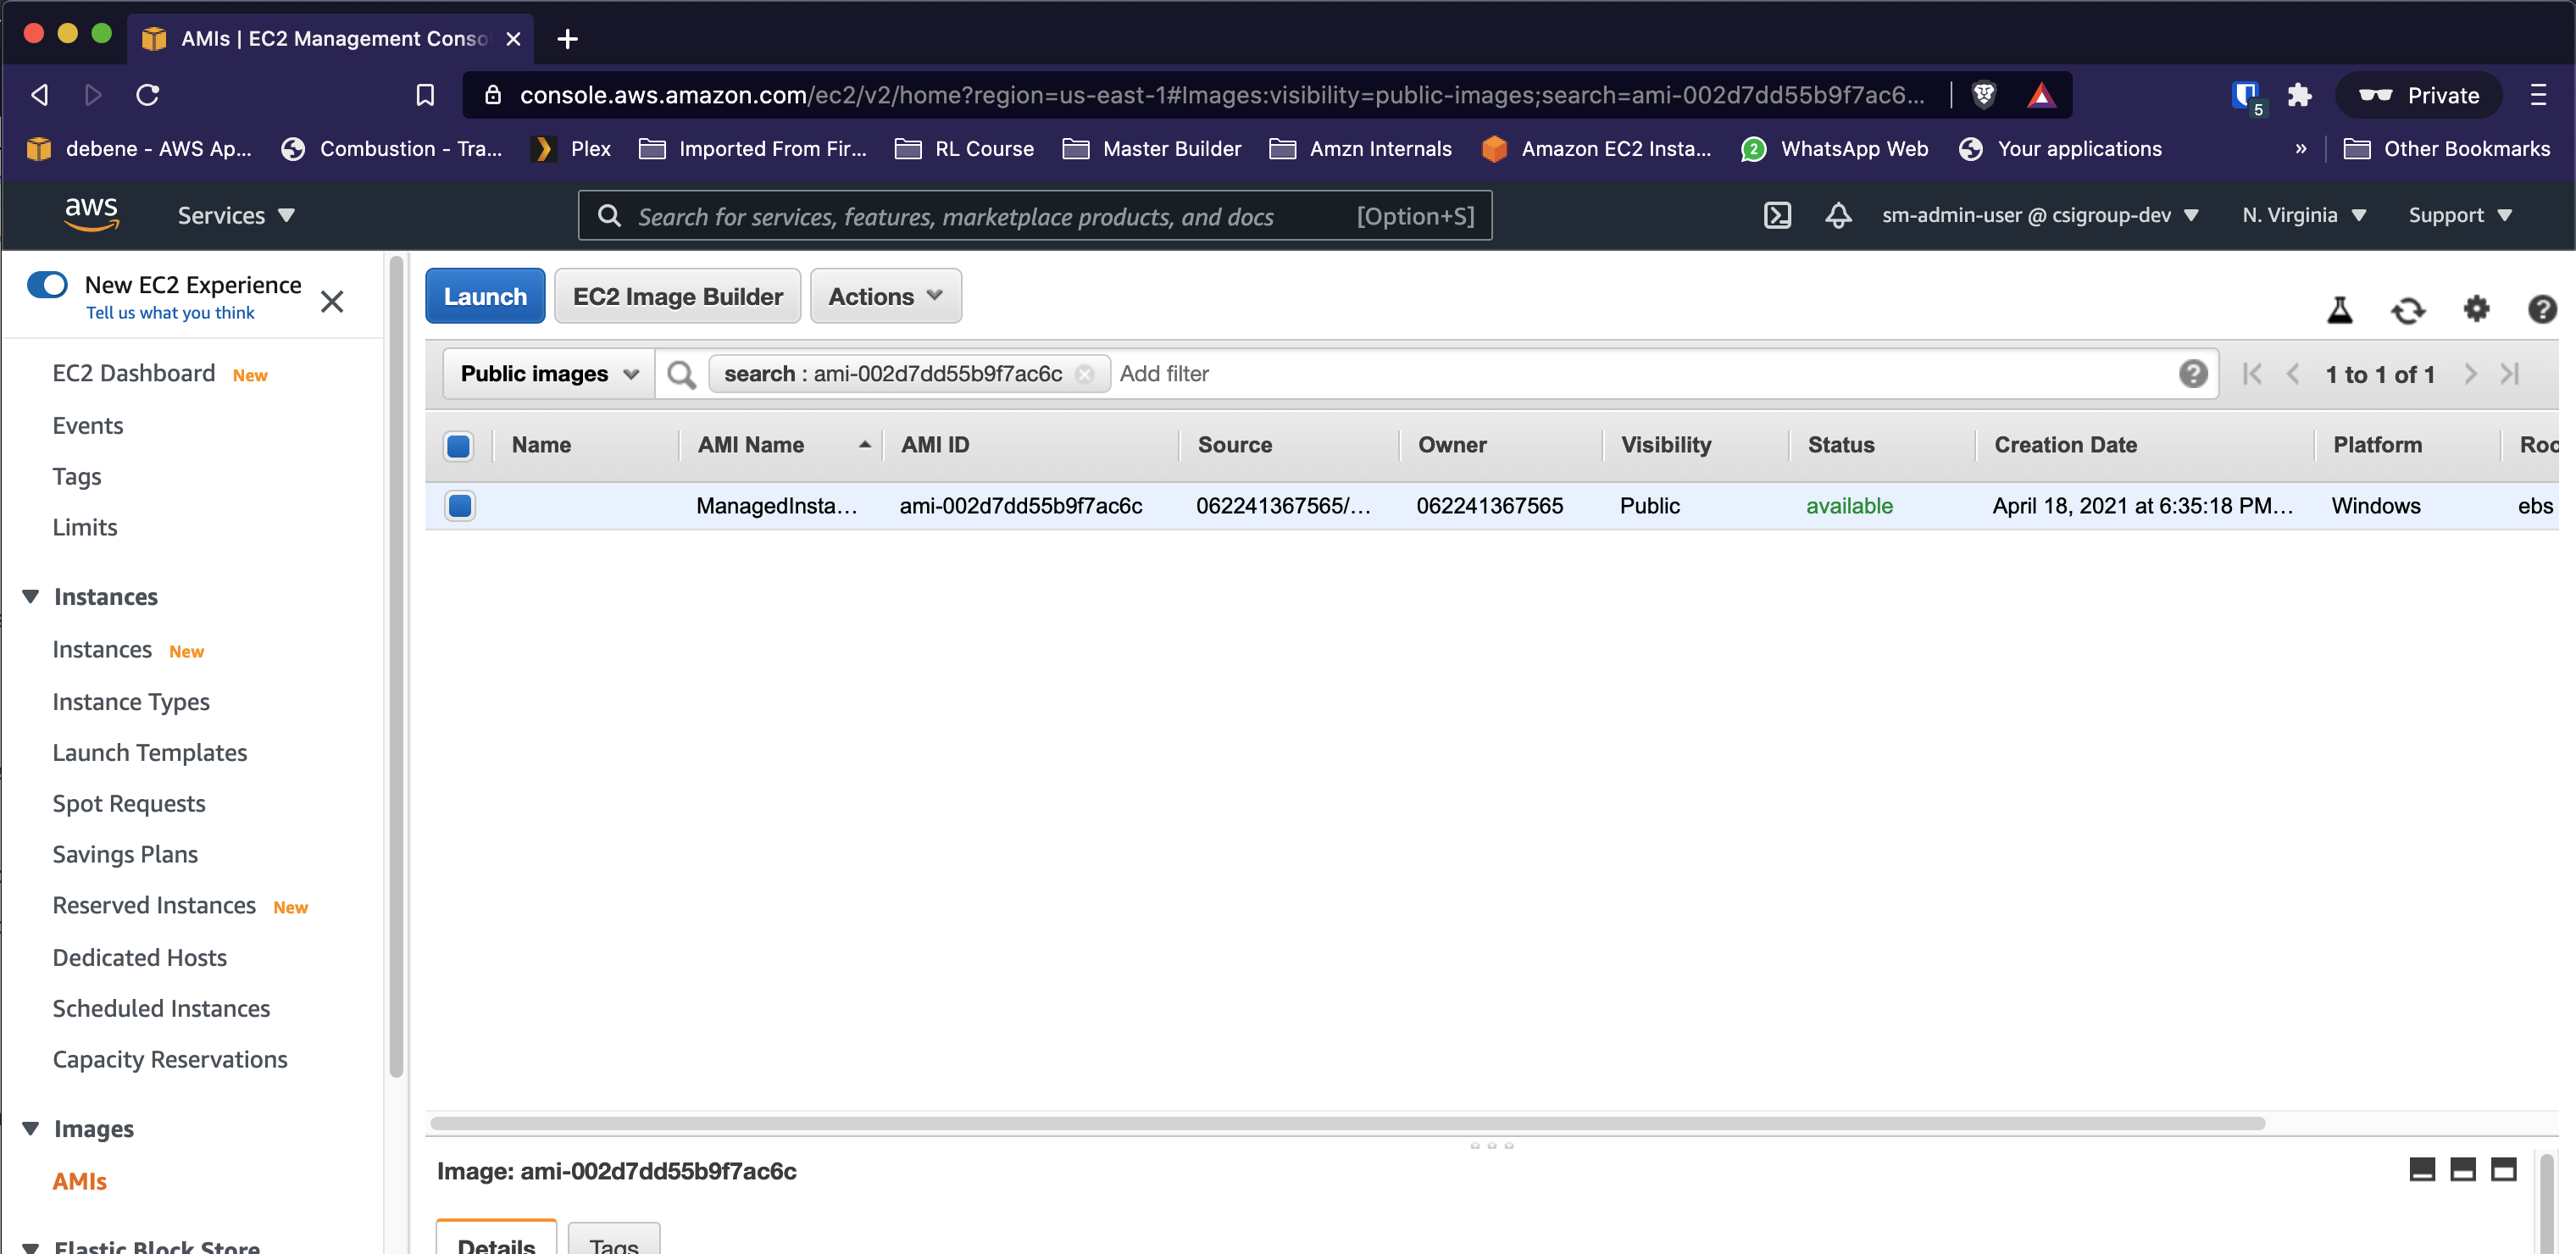 AMIs | EC2 Management Conso
console.aws.amazon.com/ec2/v2/home?region=us-east-1#Images:visibility=public-images;search=ami-002d7dd55b9f7ac6...
5
Private
debene - AWS Ap...
Combustion - Tra...
Plex
Imported From Fir...
RL Course
Master Builder
Amzn Internals
Amazon EC2 Insta...
2
WhatsApp Web
Your applications
»
Other Bookmarks
aws
Services
Search for services, features, marketplace products, and docs
[Option+S]
sm-admin-user @ csigroup-dev
N. Virginia
Support
New EC2 Experience
Tell us what you think
EC2 Dashboard New
Events
Tags
Limits
Instances
Instances New
Instance Types
Launch Templates
Spot Requests
Savings Plans
Reserved Instances New
Dedicated Hosts
Scheduled Instances
Capacity Reservations
Images
AMIs
Elastic Block Store
Launch
EC2 Image Builder
Actions
Public images
search : ami-002d7dd55b9f7ac6c
Add filter
1 to 1 of 1
Name AMI Name AMI ID Source Owner Visibility Status Creation Date Platform Roo
ManagedInsta... ami-002d7dd55b9f7ac6c 062241367565/... 062241367565 Public available April 18, 2021 at 6:35:18 PM... Windows ebs
Image: ami-002d7dd55b9f7ac6c
Details
Tags